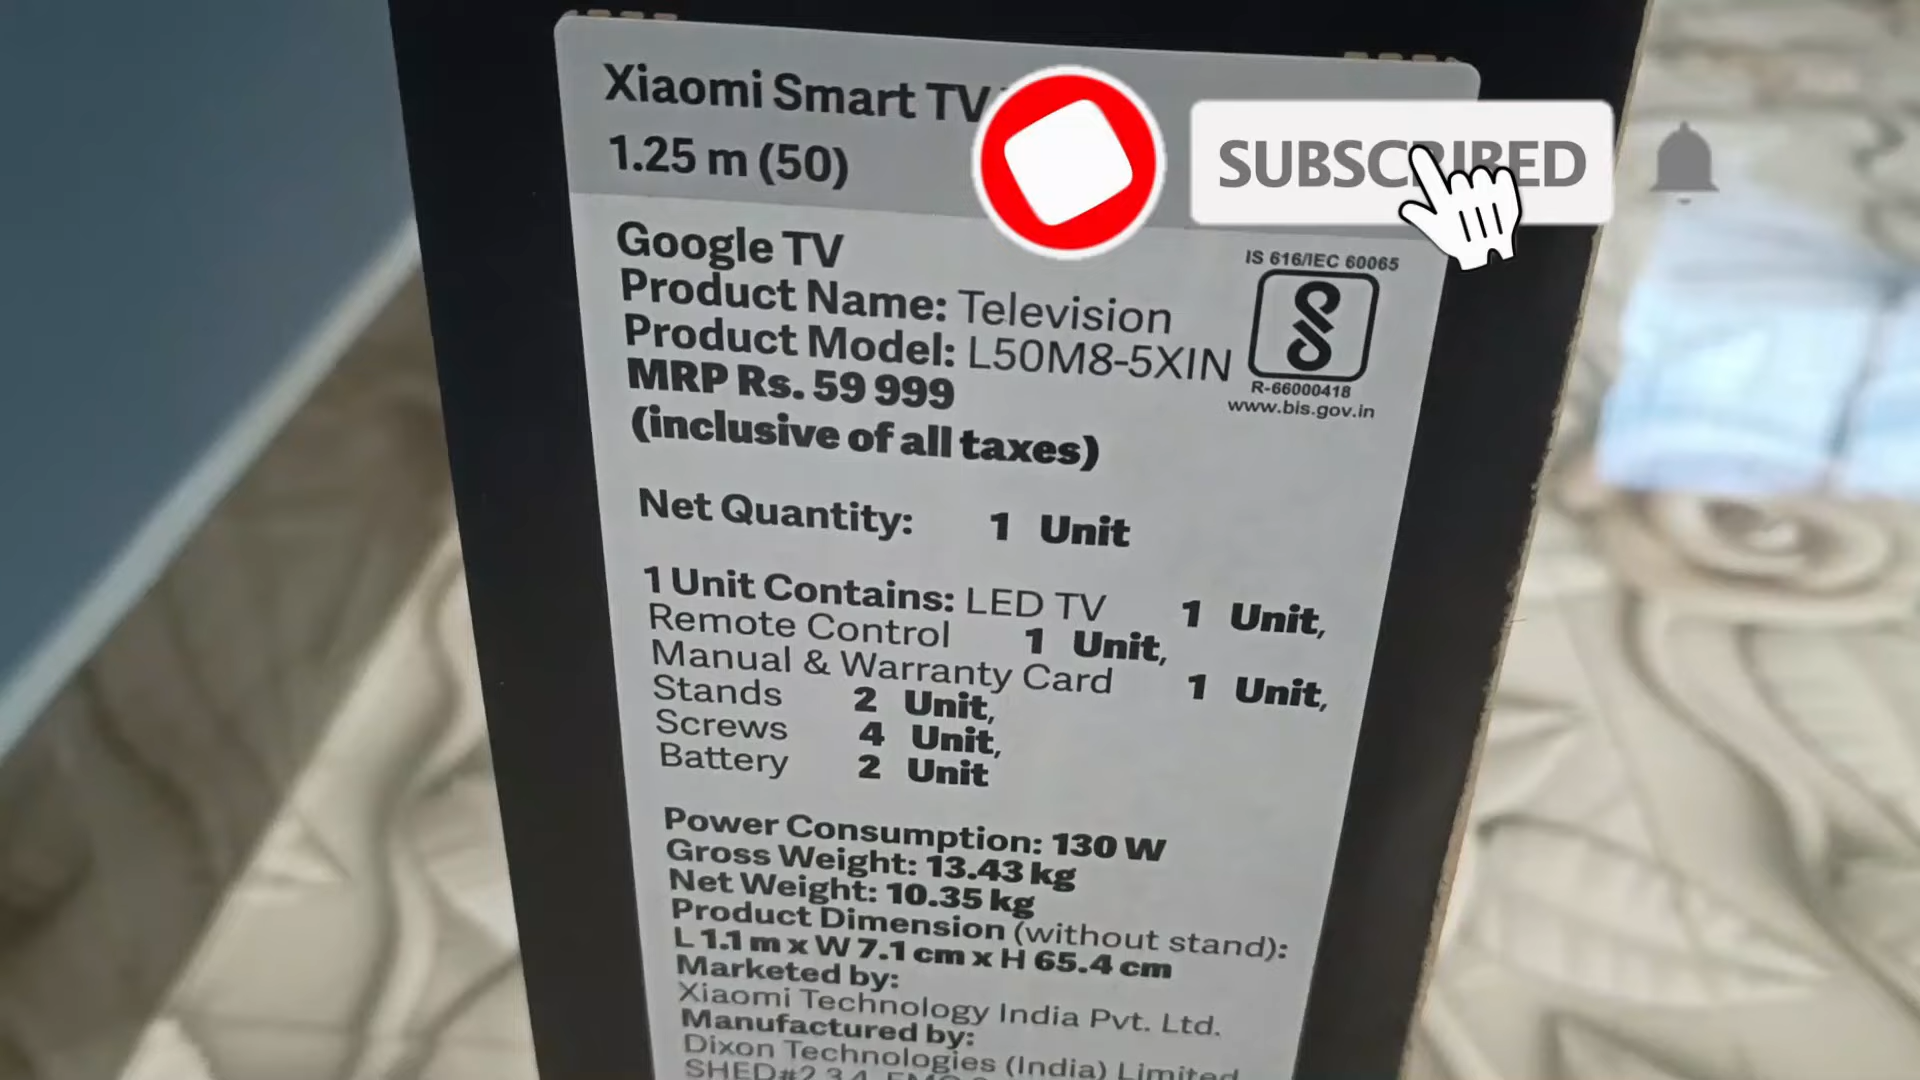 Xiaomi Smart TV
1.25 m (50)
SUBSCRIBED
Google TV
Product Name: Television
Product Model: L50M8-5XIN
MRP Rs. 59 999
(inclusive of all taxes)
IS 616/IEC 60065
R-66000418
www.bis.gov.in
Net Quantity: 1 Unit
1 Unit Contains: LED TV 1 Unit,
Remote Control 1 Unit,
Manual & Warranty Card 1 Unit,
Stands 2 Unit,
Screws 4 Unit,
Battery 2 Unit
Power Consumption: 130 W
Gross Weight: 13.43 kg
Net Weight: 10.35 kg
Product Dimension (without stand):
L 1.1 m x W 7.1 cm x H 65.4 cm
Marketed by:
Xiaomi Technology India Pvt. Ltd.
Manufactured by:
Dixon Technologies (India) Limited